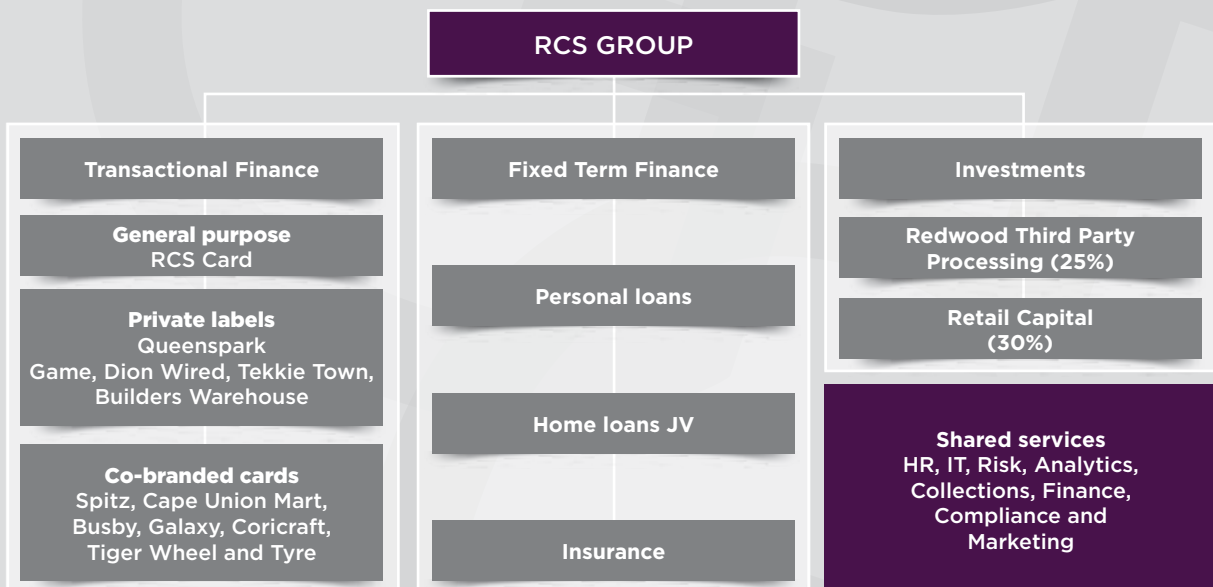 RCS GROUP
Transactional Finance
General purpose
RCS Card
Private labels
Queenspark
Game, Dion Wired, Tekkie Town,
Builders Warehouse
Co-branded cards
Spitz, Cape Union Mart,
Busby, Galaxy, Coricraft,
Tiger Wheel and Tyre
Fixed Term Finance
Personal loans
Home loans JV
Insurance
Investments
Redwood Third Party
Processing (25%)
Retail Capital
(30%)
Shared services
HR, IT, Risk, Analytics,
Collections, Finance,
Compliance and
Marketing